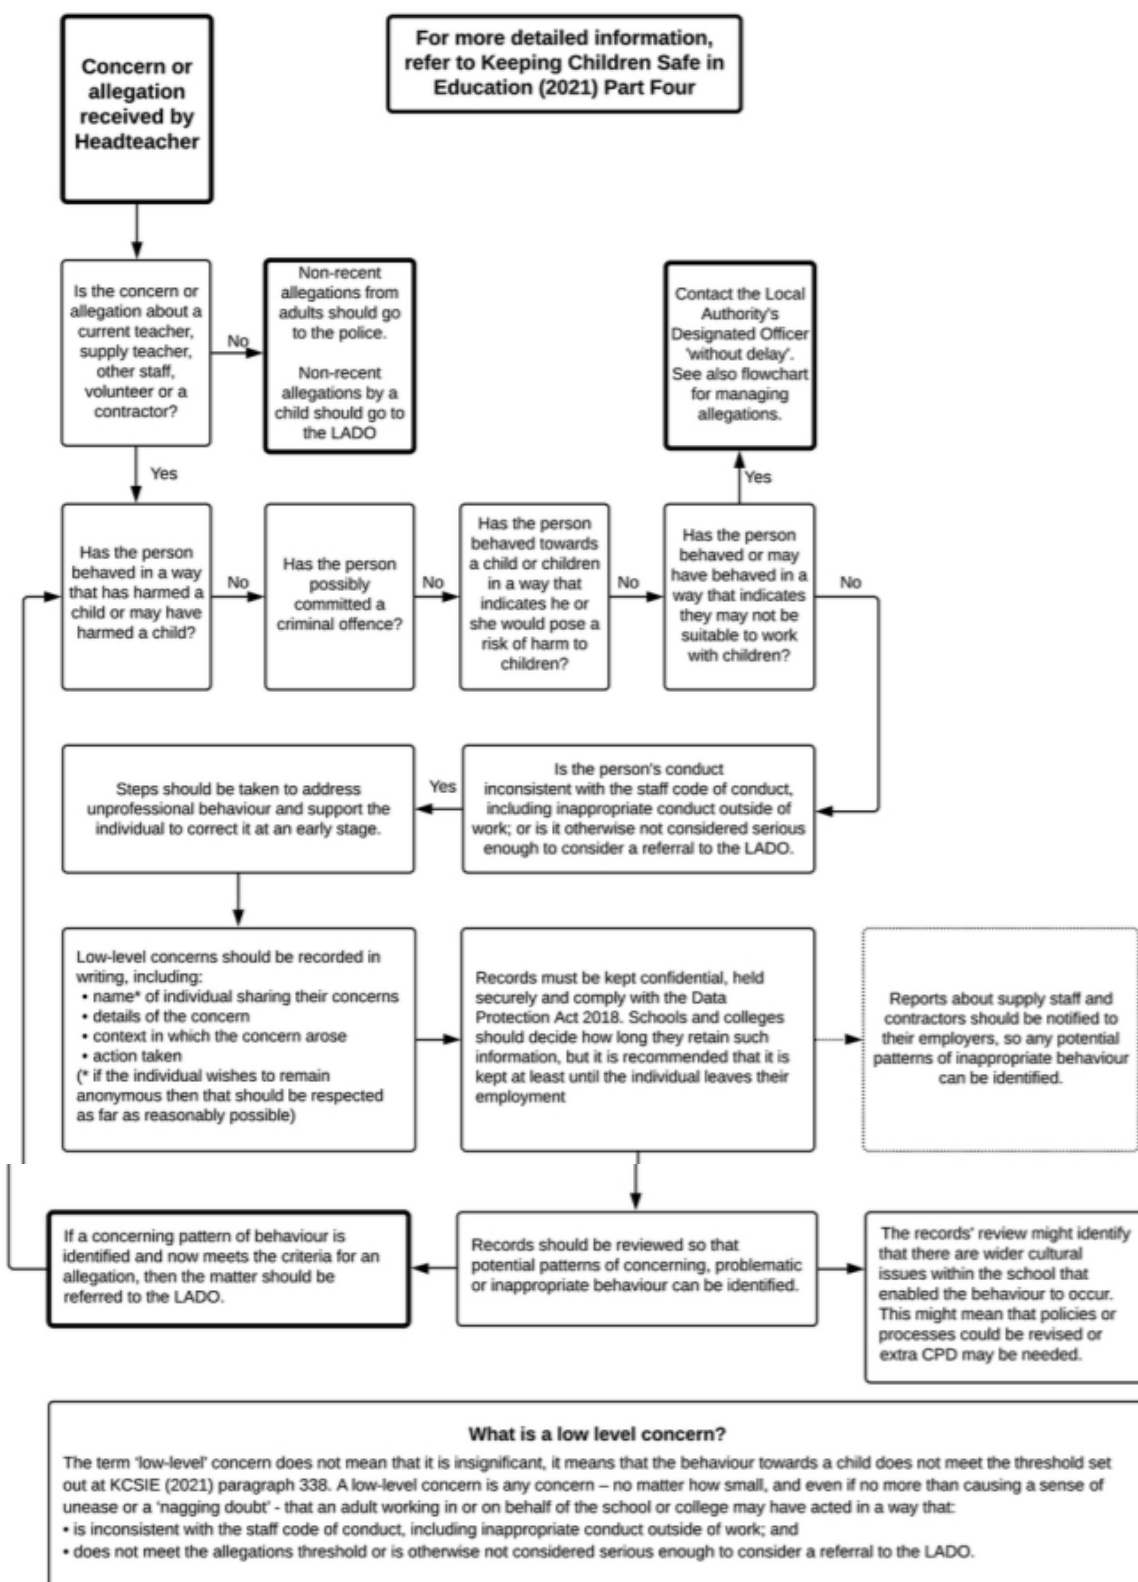 Concern or
allegation
received by
Headteacher
For more detailed information,
refer to Keeping Children Safe in
Education (2021) Part Four
Is the concern or
allegation about a
current teacher,
supply teacher,
other staff,
volunteer or a
contractor?
No
Non-recent
allegations from
adults should go
to the police.
Non-recent
allegations by a
child should go to
the LADO
Contact the Local
Authority's
Designated Officer
'without delay'.
See also flowchart
for managing
allegations.
Yes
Yes
Has the person
behaved in a way
that has harmed a
child or may have
harmed a child?
No
Has the person
possibly
committed a
criminal offence?
No
Has the person
behaved towards
a child or children
in a way that
indicates he or
she would pose a
risk of harm to
children?
No
Has the person
behaved or may
have behaved in a
way that indicates
they may not be
suitable to work
with children?
No
Steps should be taken to address
unprofessional behaviour and support the
individual to correct it at an early stage.
Yes
Is the person's conduct
inconsistent with the staff code of conduct,
including inappropriate conduct outside of
work; or is it otherwise not considered serious
enough to consider a referral to the LADO.
Low-level concerns should be recorded in
writing, including:
• name* of individual sharing their concerns
• details of the concern
• context in which the concern arose
• action taken
(* if the individual wishes to remain
anonymous then that should be respected
as far as reasonably possible)
Records must be kept confidential, held
securely and comply with the Data
Protection Act 2018. Schools and colleges
should decide how long they retain such
information, but it is recommended that it is
kept at least until the individual leaves their
employment
Reports about supply staff and
contractors should be notified to
their employers, so any potential
patterns of inappropriate behaviour
can be identified.
If a concerning pattern of behaviour is
identified and now meets the criteria for an
allegation, then the matter should be
referred to the LADO.
Records should be reviewed so that
potential patterns of concerning, problematic
or inappropriate behaviour can be identified.
The records' review might identify
that there are wider cultural
issues within the school that
enabled the behaviour to occur.
This might mean that policies or
processes could be revised or
extra CPD may be needed.
What is a low level concern?
The term 'low-level' concern does not mean that it is insignificant, it means that the behaviour towards a child does not meet the threshold set
out at KCSIE (2021) paragraph 338. A low-level concern is any concern – no matter how small, and even if no more than causing a sense of
unease or a 'nagging doubt' - that an adult working in or on behalf of the school or college may have acted in a way that:
• is inconsistent with the staff code of conduct, including inappropriate conduct outside of work; and
• does not meet the allegations threshold or is otherwise not considered serious enough to consider a referral to the LADO.